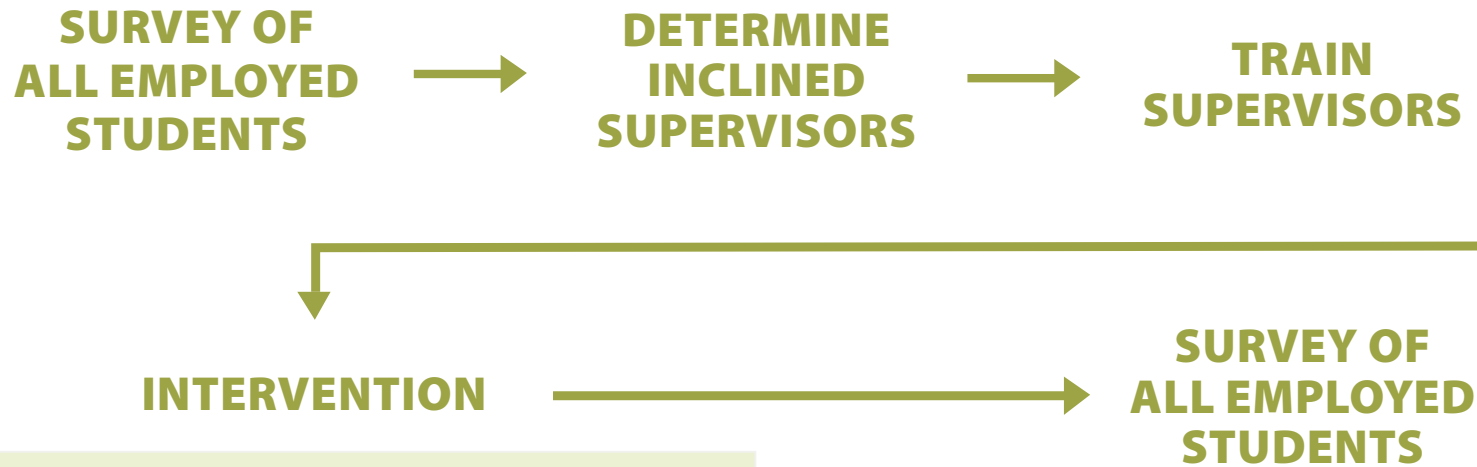 SURVEY OF
ALL EMPLOYED
STUDENTS
DETERMINE
INCLINED
SUPERVISORS
TRAIN
SUPERVISORS
INTERVENTION
SURVEY OF
ALL EMPLOYED
STUDENTS